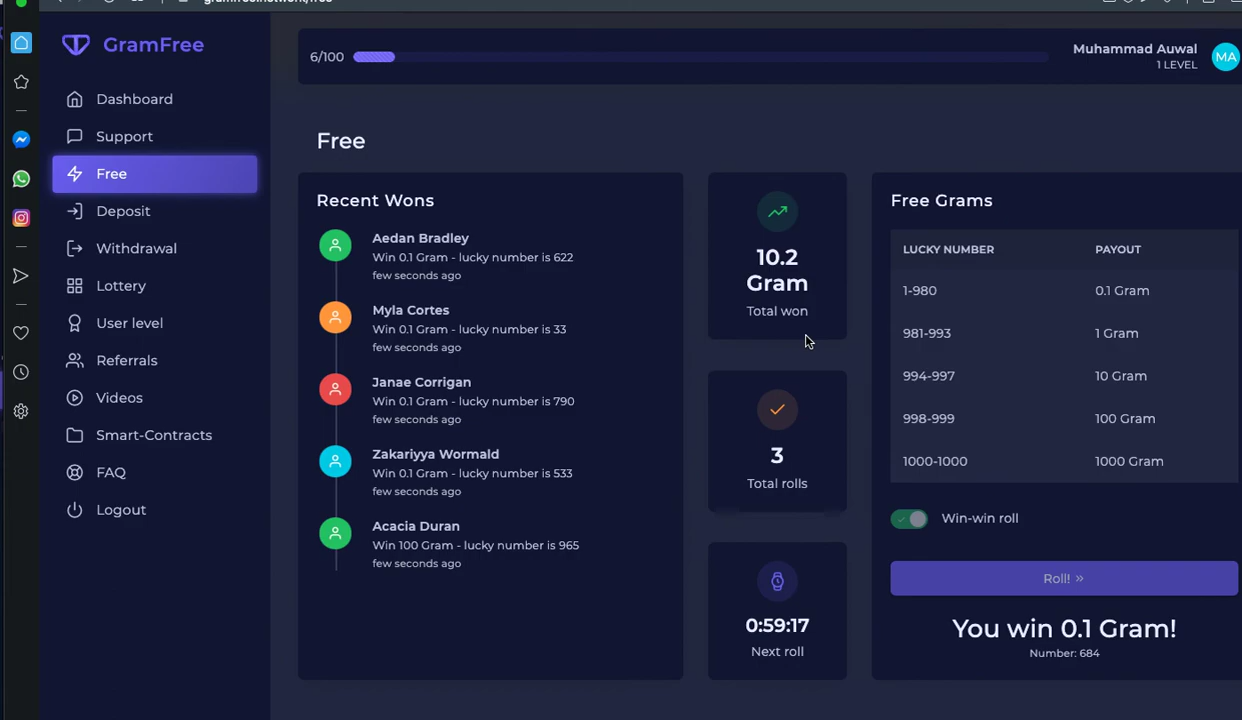 GramFree
6/100
Muhammad Auwal
1 LEVEL
MA
Dashboard
Support
Free
Deposit
Withdrawal
Lottery
User level
Referrals
Videos
Smart-Contracts
FAQ
Logout
Free
Recent Wons
Aedan Bradley
Win 0.1 Gram - lucky number is 622
few seconds ago
Myla Cortes
Win 0.1 Gram - lucky number is 33
few seconds ago
Janae Corrigan
Win 0.1 Gram - lucky number is 790
few seconds ago
Zakariyya Wormald
Win 0.1 Gram - lucky number is 533
few seconds ago
Acacia Duran
Win 100 Gram - lucky number is 965
few seconds ago
10.2
Gram
Total won
3
Total rolls
0:59:17
Next roll
Free Grams
LUCKY NUMBER PAYOUT
1-980 0.1 Gram
981-993 1 Gram
994-997 10 Gram
998-999 100 Gram
1000-1000 1000 Gram
Win-win roll
Roll! »
You win 0.1 Gram!
Number: 684